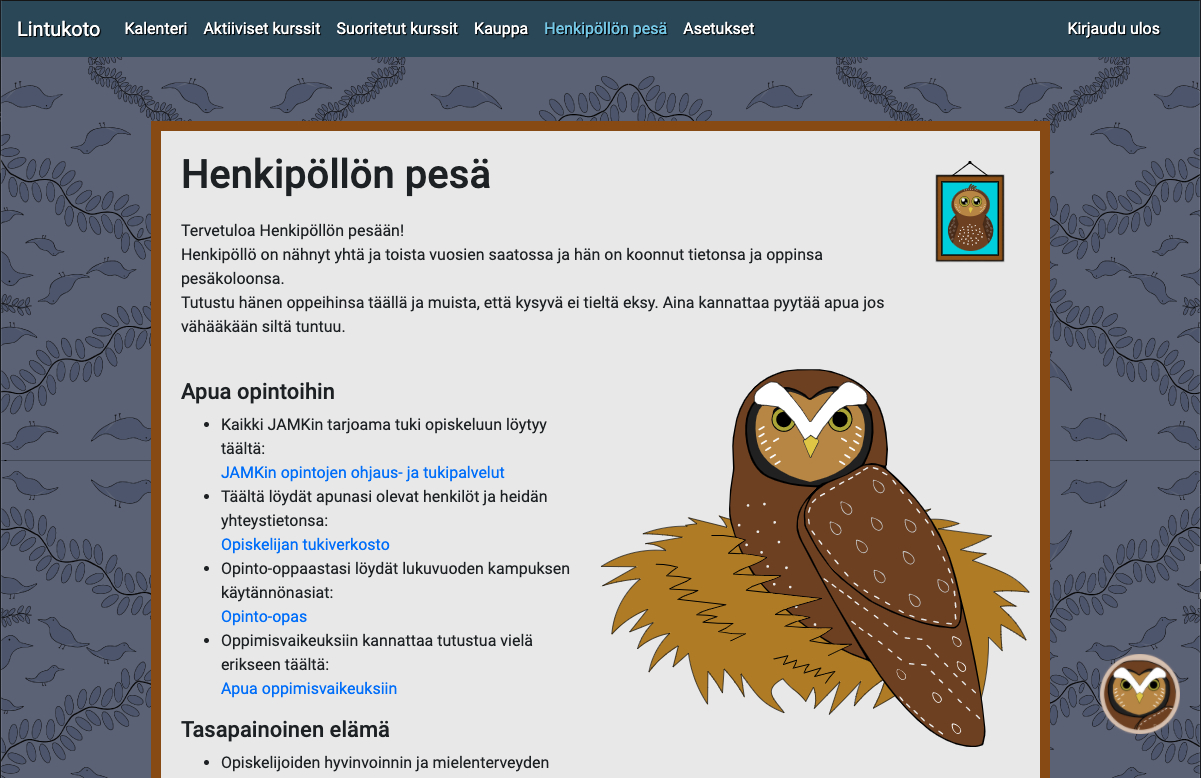 Lintukoto Kalenteri Aktiiviset kurssit Suoritetut kurssit Kauppa Henkipöllön pesä Asetukset Kirjaudu ulos
Henkipöllön pesä
Tervetuloa Henkipöllön pesään!
Henkipöllö on nähnyt yhtä ja toista vuosien saatossa ja hän on koonnut tietonsa ja oppinsa
pesäkoloonsa.
Tutustu hänen oppeihinsa täällä ja muista, että kysyvä ei tieltä eksy. Aina kannattaa pyytää apua jos
vähääkään siltä tuntuu.
Apua opintoihin
• Kaikki JAMKin tarjoama tuki opiskeluun löytyy
täältä:
JAMKin opintojen ohjaus- ja tukipalvelut
• Täältä löydät apunasi olevat henkilöt ja heidän
yhteystietonsa:
Opiskelijan tukiverkosto
• Opinto-oppaastasi löydät lukuvuoden kampuksen
käytännönasiat:
Opinto-opas
• Oppimisvaikeuksiin kannattaa tutustua vielä
erikseen täältä:
Apua oppimisvaikeuksiin
Tasapainoinen elämä
• Opiskelijoiden hyvinvoinnin ja mielenterveyden